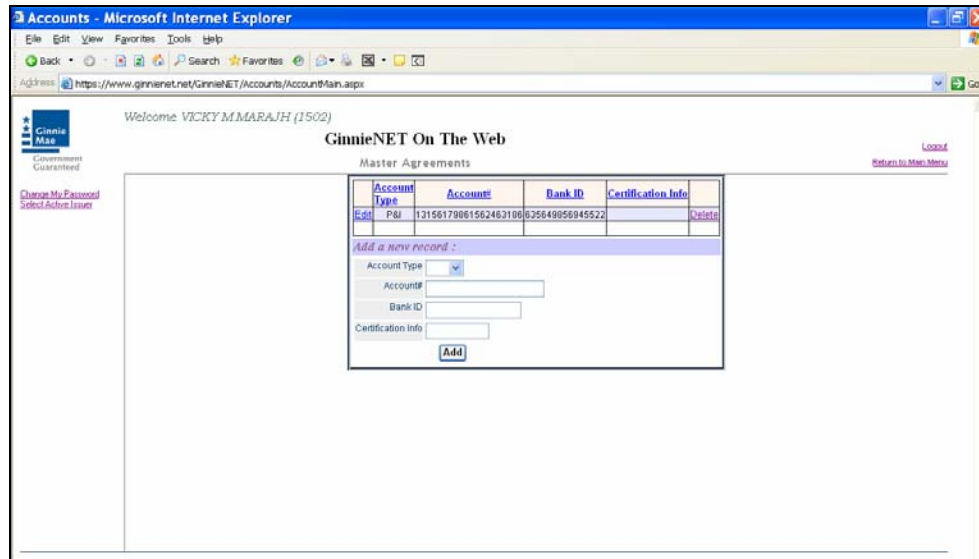 Accounts - Microsoft Internet Explorer
File Edit View Favorites Tools Help
Back Search Favorites
Address https://www.ginnienet.net/GinnieNET/Accounts/AccountMain.aspx Go
Welcome VICKY M MARAJH (1502)
Ginnie
Mae
Government
Guaranteed
GinnieNET On The Web
Logout
Master Agreements
Return to Main Menu
Change My Password
Select Active Issuer
Account Type Account# Bank ID Certification Info
Edit P&I 13156179861562463186 635649856945522 Delete
Add a new record :
Account Type
Account#
Bank ID
Certification Info
Add